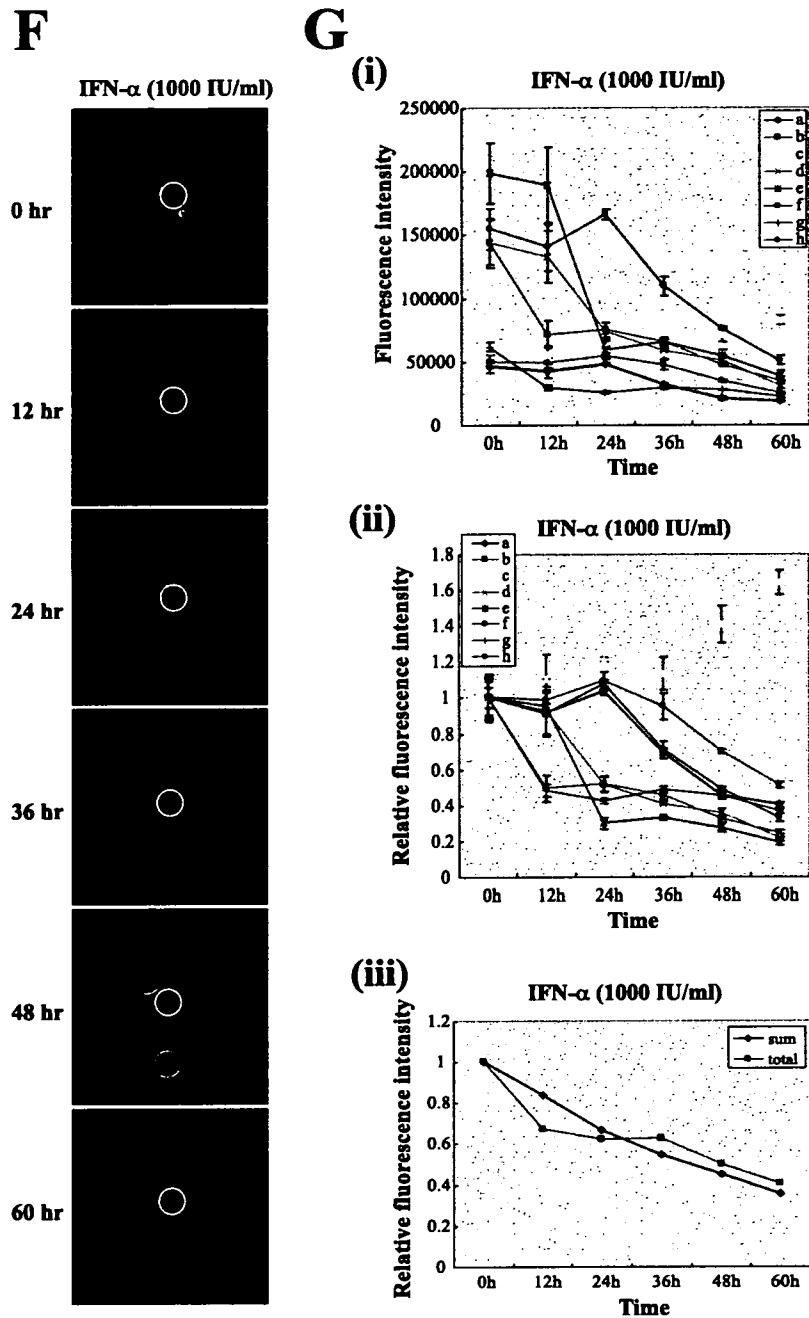 F
IFN-α (1000 IU/ml)
0 hr
c
12 hr
24 hr
36 hr
48 hr
60 hr
G
(i)
IFN-α (1000 IU/ml)
Fluorescence intensity
250000
200000
150000
100000
50000
0
0h 12h 24h 36h 48h 60h
Time
a
b
c
d
e
f
g
h
(ii)
IFN-α (1000 IU/ml)
Relative fluorescence intensity
1.8
1.6
1.4
1.2
1
0.8
0.6
0.4
0.2
0
0h 12h 24h 36h 48h 60h
Time
a
b
c
d
e
f
g
h
(iii)
IFN-α (1000 IU/ml)
Relative fluorescence intensity
1.2
1
0.8
0.6
0.4
0.2
0
0h 12h 24h 36h 48h 60h
Time
sum
total